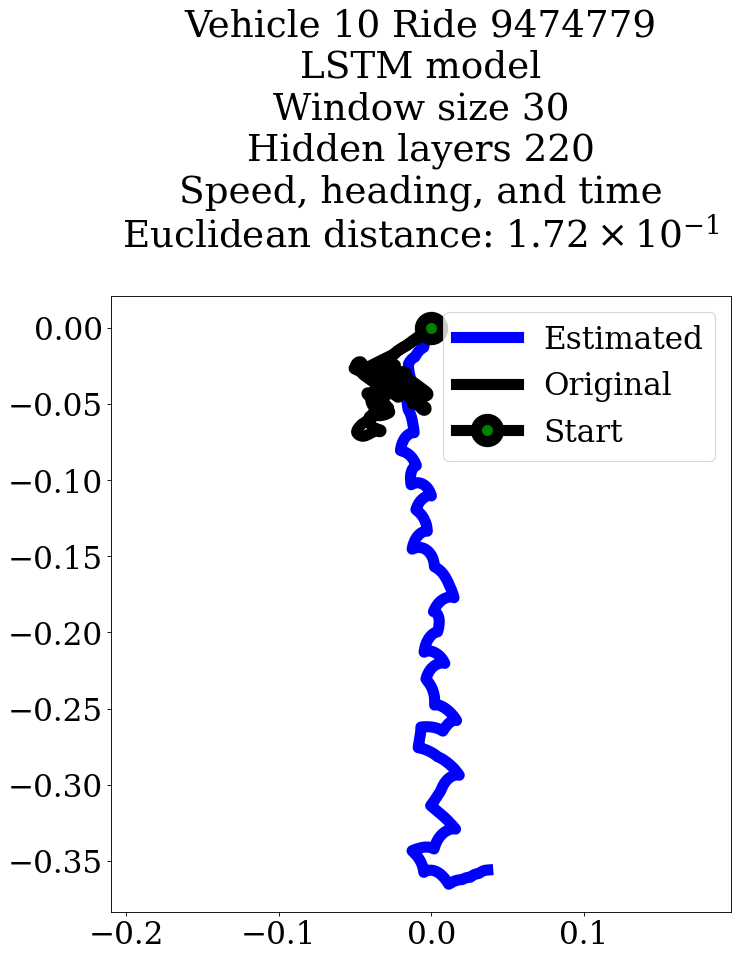 Vehicle 10 Ride 9474779
LSTM model
Window size 30
Hidden layers 220
Speed, heading, and time
Euclidean distance: 1.72 × 10⁻¹
Estimated
Original
Start
0.00
−0.05
−0.10
−0.15
−0.20
−0.25
−0.30
−0.35
−0.2 −0.1 0.0 0.1